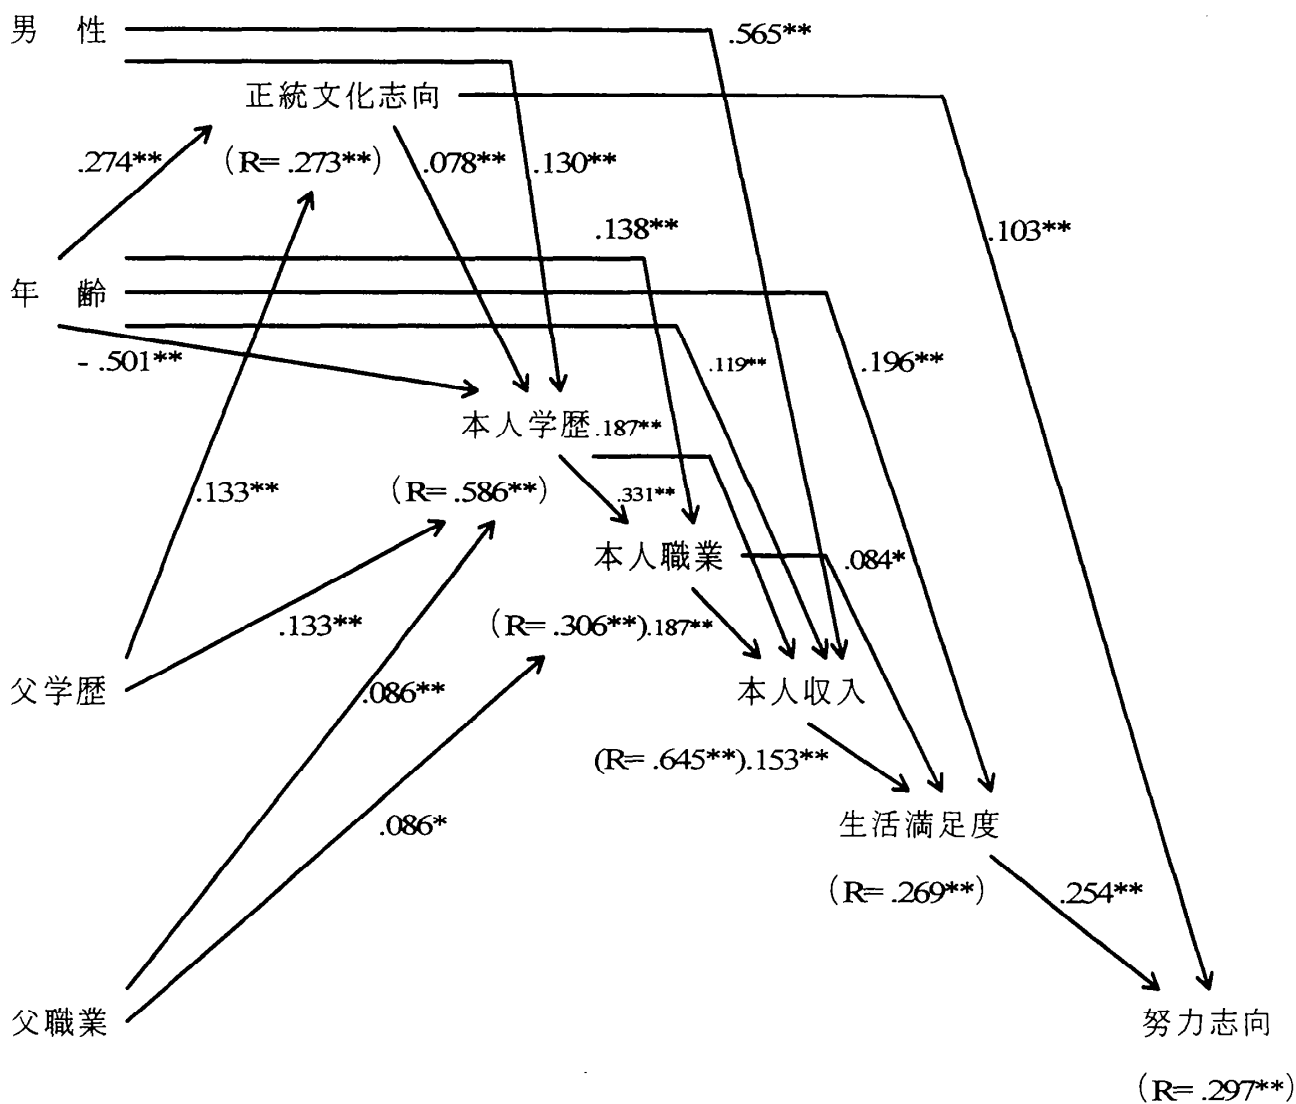 男 性
.565**
正統文化志向
.274**
(R= .273**)
.078**
.130**
.138**
.103**
年 齢
- .501**
.119**
.196**
本人学歴
.187**
.133**
(R= .586**)
.331**
本人職業
.084*
.133**
(R= .306**)
.187**
父学歴
.086**
本人収入
(R= .645**)
.153**
.086*
生活満足度
(R= .269**)
.254**
父職業
努力志向
(R= .297**)